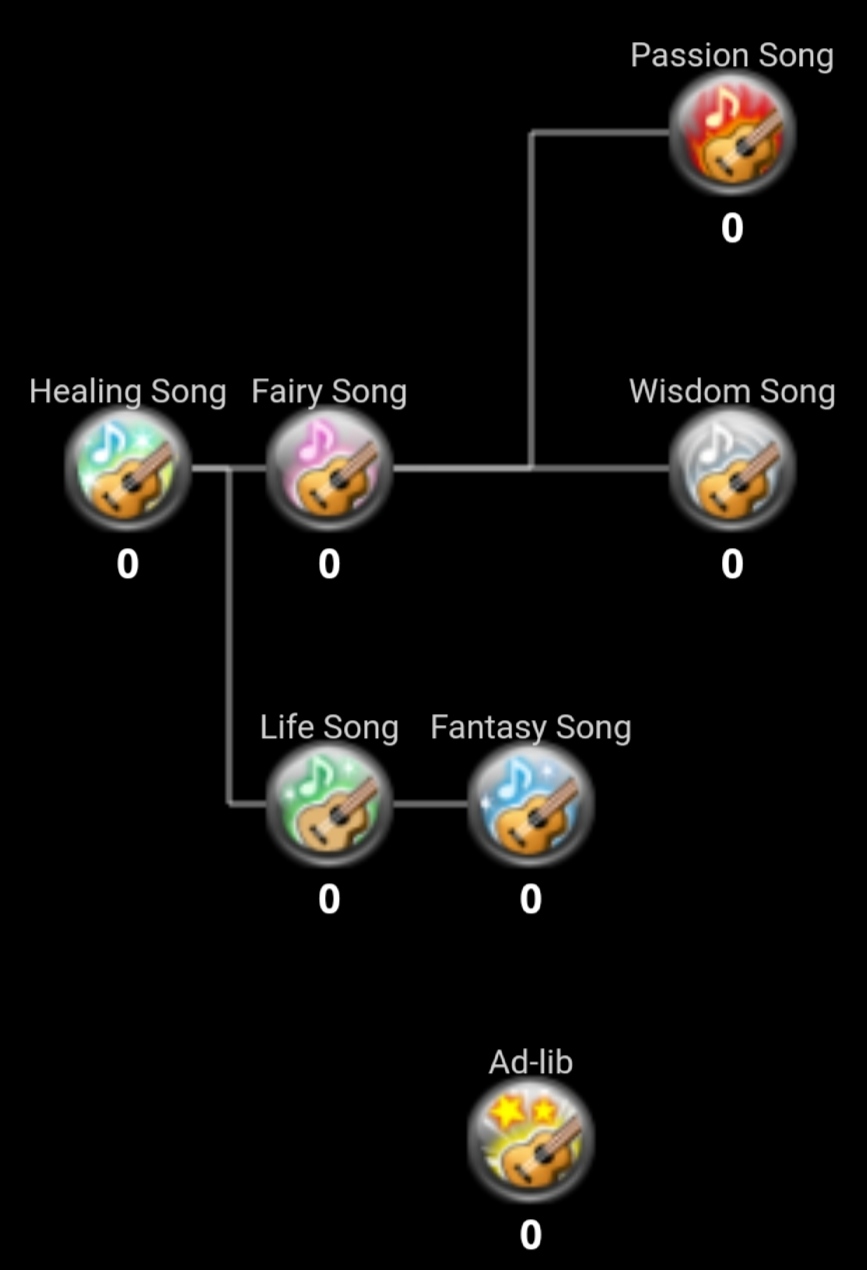 Passion Song
0
Healing Song
Fairy Song
Wisdom Song
0
0
0
Life Song
Fantasy Song
0
0
Ad-lib
0